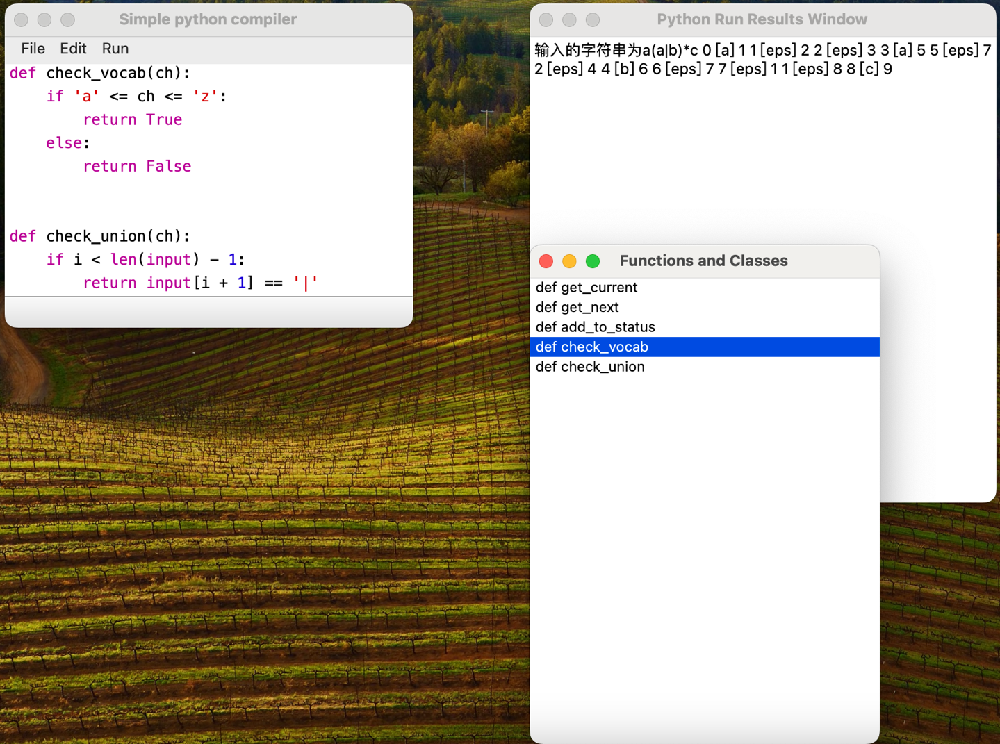 Simple python compiler
File Edit Run
def check_vocab(ch):
    if 'a' <= ch <= 'z':
        return True
    else:
        return False
def check_union(ch):
    if i < len(input) - 1:
        return input[i + 1] == '|'
Python Run Results Window
输入的字符串为a(a|b)*c 0 [a] 1 1 [eps] 2 2 [eps] 3 3 [a] 5 5 [eps] 7
2 [eps] 4 4 [b] 6 6 [eps] 7 7 [eps] 1 1 [eps] 8 8 [c] 9
Functions and Classes
def get_current
def get_next
def add_to_status
def check_vocab
def check_union